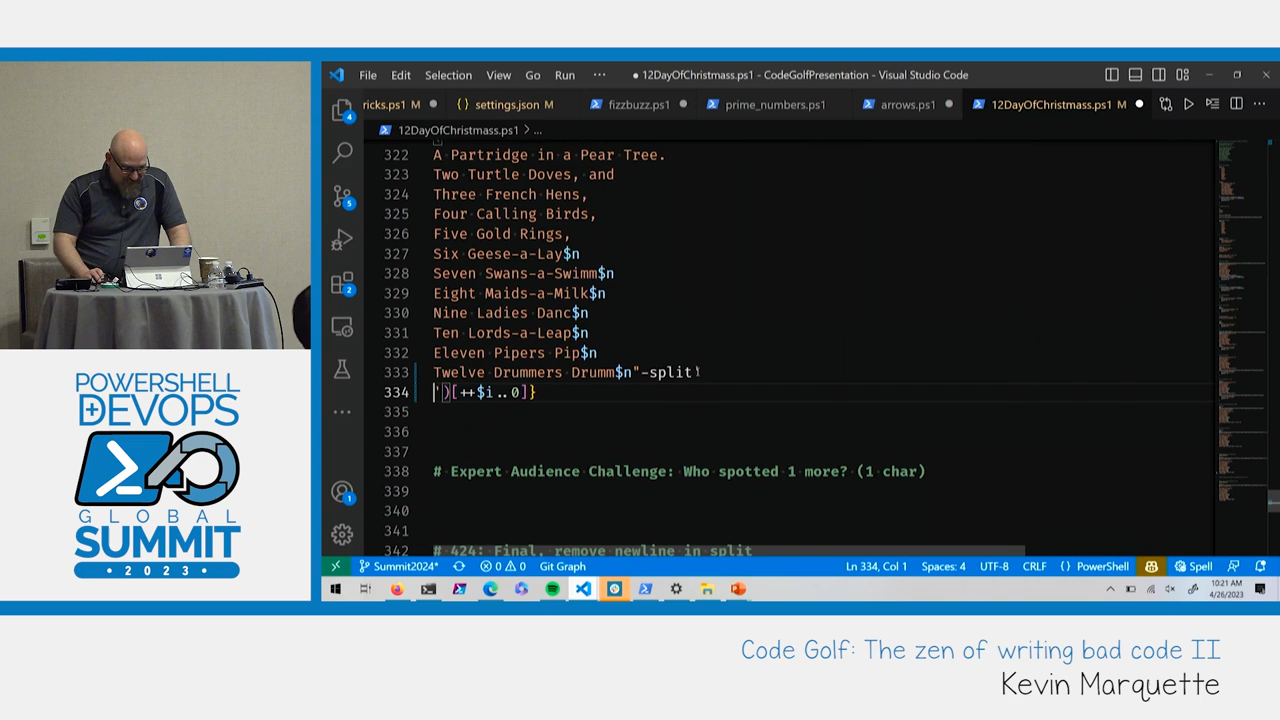 File Edit Selection View Go Run ··· ● 12DayOfChristmass.ps1 - CodeGolfPresentation - Visual Studio Code
ricks.ps1 M settings.json M fizzbuzz.ps1 prime_numbers.ps1 arrows.ps1 12DayOfChristmass.ps1 M
12DayOfChristmass.ps1 > ...
322 A Partridge in a Pear Tree.
323 Two Turtle Doves, and
324 Three French Hens,
325 Four Calling Birds,
326 Five Gold Rings,
327 Six Geese-a-Lay$n
328 Seven Swans-a-Swimm$n
329 Eight Maids-a-Milk$n
330 Nine Ladies Danc$n
331 Ten Lords-a-Leap$n
332 Eleven Pipers Pip$n
333 Twelve Drummers Drumm$n"-split'
334 ')[++$i..0]}
335
336
337
338 # Expert Audience Challenge: Who spotted 1 more? (1 char)
339
340
341
342 # 424: Final, remove newline in split
4
5
2
1
Summit2024* 0 0 Git Graph Ln 334, Col 1 Spaces: 4 UTF-8 CRLF { } PowerShell Spell
10:21 AM
4/26/2023
POWERSHELL
DEVOPS
GLOBAL
SUMMIT
• 2023 •
Code Golf: The zen of writing bad code II
Kevin Marquette